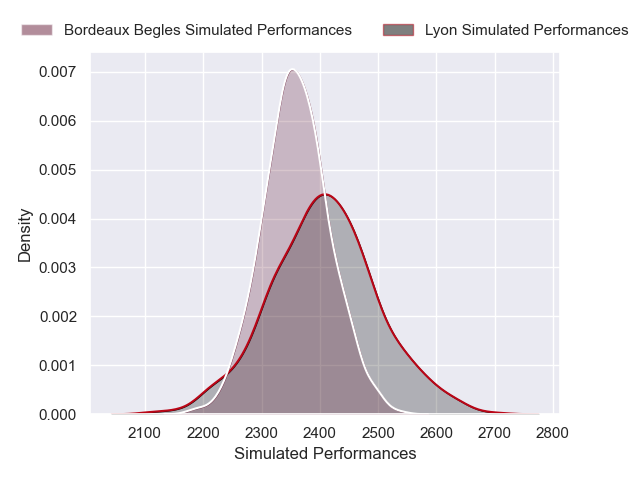 Bordeaux Begles Simulated Performances
Lyon Simulated Performances
0.007
0.006
0.005
0.004
0.003
0.002
0.001
0.000
Density
2100 2200 2300 2400 2500 2600 2700 2800
Simulated Performances